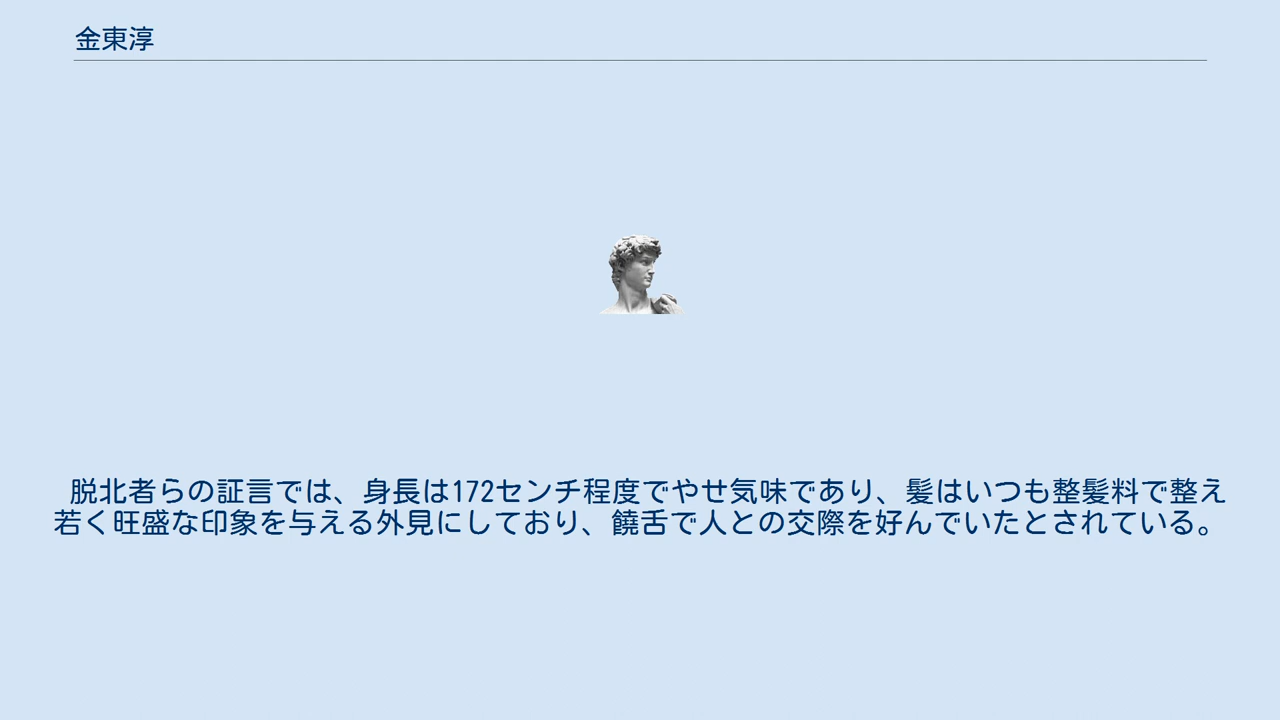 金東淳
脱北者らの証言では、身長は172センチ程度でやせ気味であり、髪はいつも整髪料で整え
若く旺盛な印象を与える外見にしており、饒舌で人との交際を好んでいたとされている。